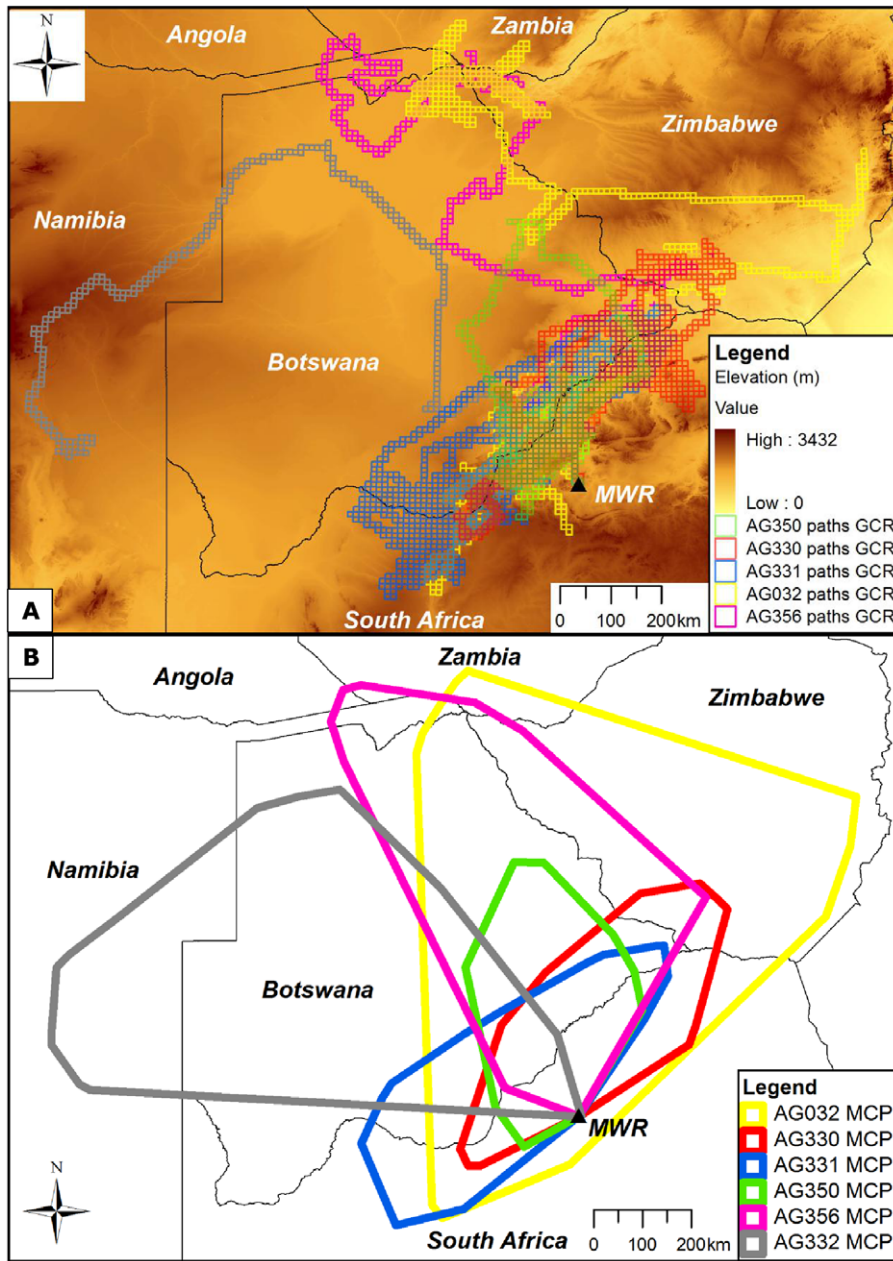 Angola
Zambia
N
Zimbabwe
Namibia
Botswana
Legend
Elevation (m)
Value
High : 3432
Low : 0
AG350 paths GCR
AG330 paths GCR
AG331 paths GCR
AG032 paths GCR
AG356 paths GCR
MWR
South Africa
0 100 200km
A
B
Angola
Zambia
Zimbabwe
Namibia
Botswana
MWR
Legend
AG032 MCP
AG330 MCP
AG331 MCP
AG350 MCP
AG356 MCP
AG332 MCP
N
South Africa
0 100 200km